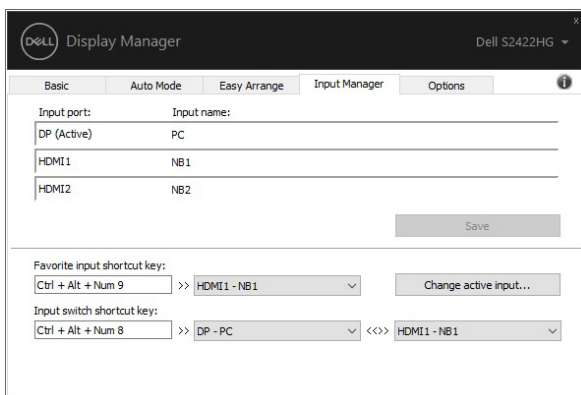 DELL Display Manager Dell S2422HG
x
Basic Auto Mode Easy Arrange Input Manager Options i
Input port: Input name:
DP (Active) PC
HDMI1 NB1
HDMI2 NB2
Save
Favorite input shortcut key:
Ctrl + Alt + Num 9 >> HDMI1 - NB1 Change active input...
Input switch shortcut key:
Ctrl + Alt + Num 8 >> DP - PC <<>> HDMI1 - NB1